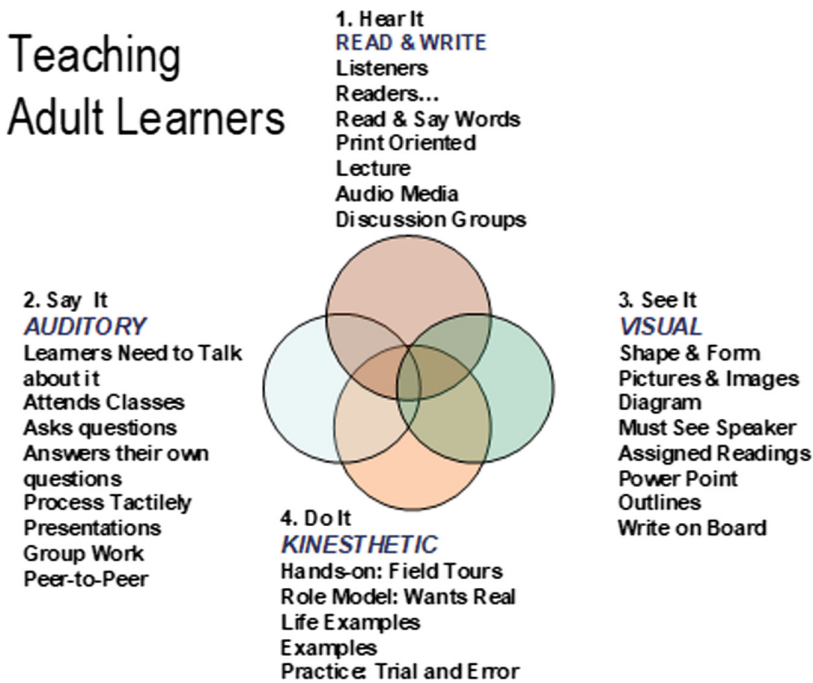 Teaching
Adult Learners
1. Hear It
READ & WRITE
Listeners
Readers...
Read & Say Words
Print Oriented
Lecture
Audio Media
Discussion Groups
2. Say It
AUDITORY
Learners Need to Talk
about it
Attends Classes
Asks questions
Answers their own
questions
Process Tactilely
Presentations
Group Work
Peer-to-Peer
3. See It
VISUAL
Shape & Form
Pictures & Images
Diagram
Must See Speaker
Assigned Readings
Power Point
Outlines
Write on Board
4. Do It
KINESTHETIC
Hands-on: Field Tours
Role Model: Wants Real
Life Examples
Examples
Practice: Trial and Error